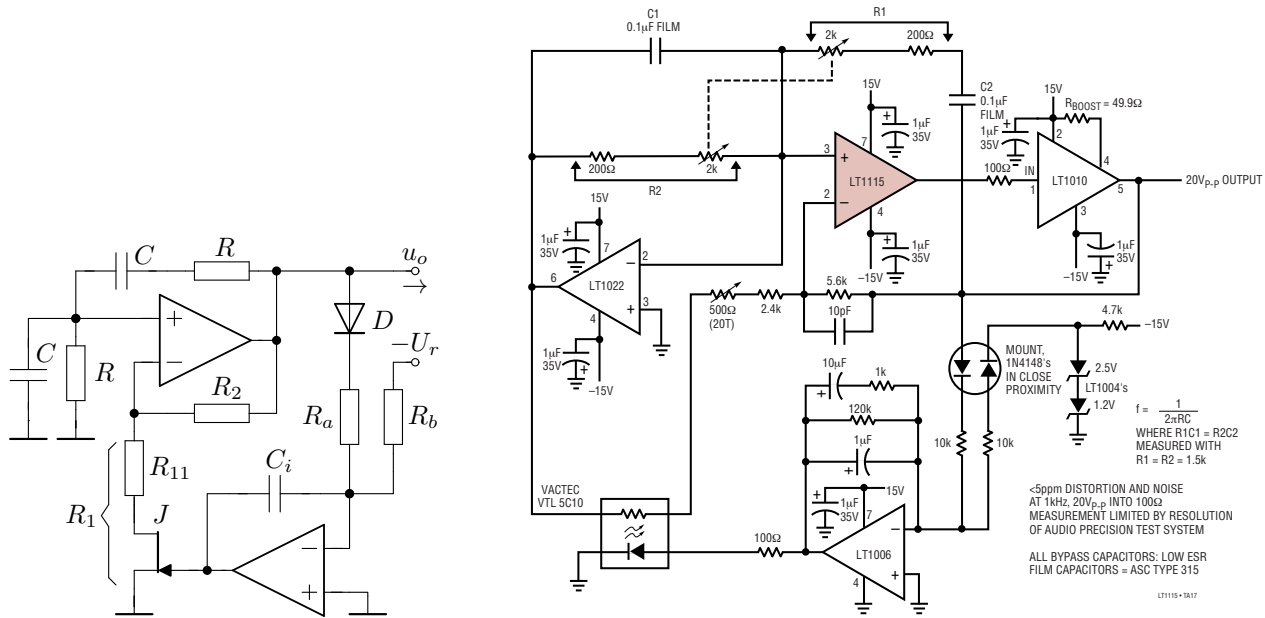 C
R
u_o
→
D
−U_r
C
R
+
−
R_2
R_a
R_b
R_11
C_i
R_1
J
−
+
C1
0.1µF FILM
R1
2k
200Ω
C2
0.1µF
FILM
15V
1µF
35V
+
15V
R_BOOST = 49.9Ω
1µF
35V
+
2
4
3
+
7
LT1115
2
−
4
100Ω
IN
1
LT1010
5
20V_P-P OUTPUT
3
200Ω
2k
R2
+
1µF
35V
−15V
1µF
35V
+
−15V
15V
+
1µF
35V
7
−
2
6
LT1022
+
3
4
1µF
35V
+
−15V
500Ω
(20T)
2.4k
5.6k
10pF
4.7k
−15V
MOUNT,
1N4148's
IN CLOSE
PROXIMITY
2.5V
LT1004's
1.2V
10µF
+
1k
120k
1µF
+
10k
10k
f = 1
2πRC
WHERE R1C1 = R2C2
MEASURED WITH
R1 = R2 = 1.5k
VACTEC
VTL 5C10
+
1µF
35V
15V
7
−
100Ω
LT1006
+
4
<5ppm DISTORTION AND NOISE
AT 1kHz, 20V_P-P INTO 100Ω
MEASUREMENT LIMITED BY RESOLUTION
OF AUDIO PRECISION TEST SYSTEM
ALL BYPASS CAPACITORS: LOW ESR
FILM CAPACITORS = ASC TYPE 315
LT1115 • TA17